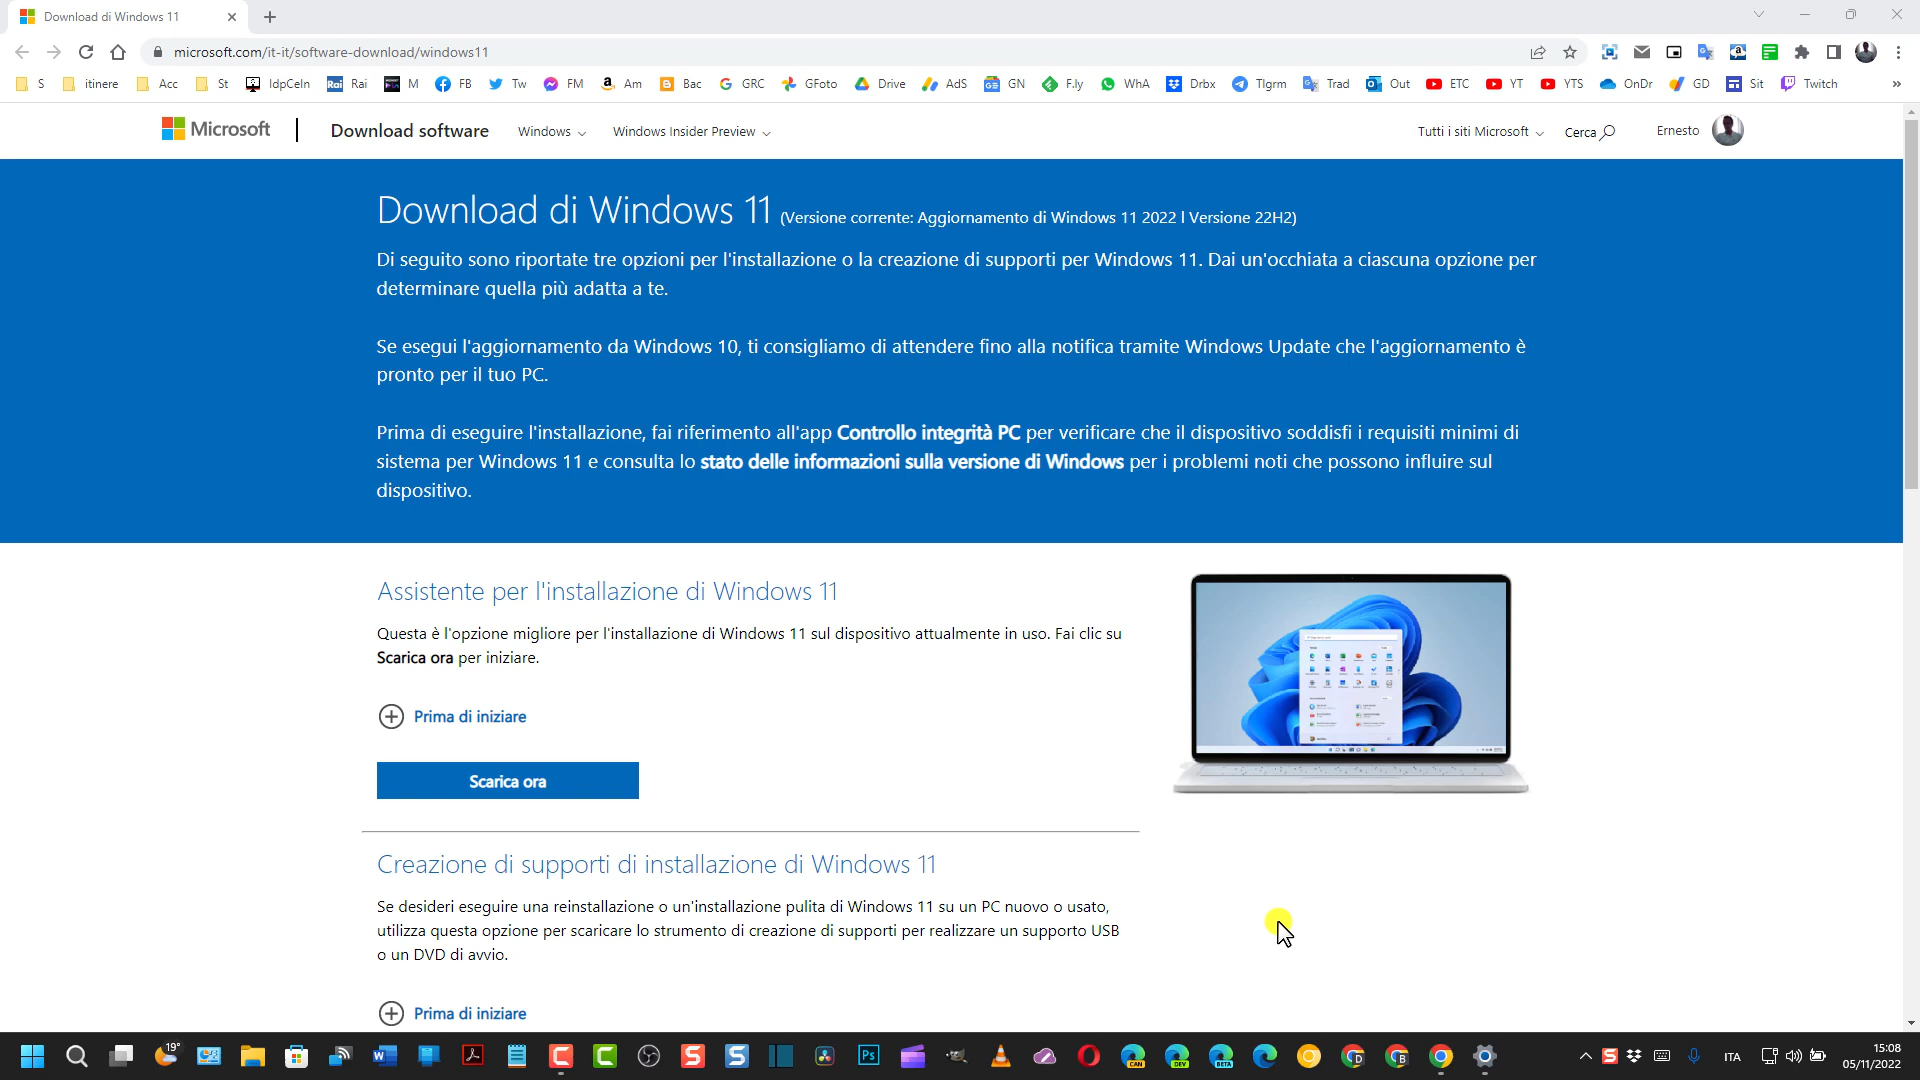 Download di Windows 11
microsoft.com/it-it/software-download/windows11
S itinere Acc St IdpCeIn Rai M FB Tw FM Am Bac GRC GFoto Drive AdS GN F.ly WhA Drbx Tlgrm Trad Out ETC YT YTS OnDr GD Sit Twitch »
Microsoft Download software Windows Windows Insider Preview Tutti i siti Microsoft Cerca Ernesto
Download di Windows 11 (Versione corrente: Aggiornamento di Windows 11 2022 l Versione 22H2)
Di seguito sono riportate tre opzioni per l'installazione o la creazione di supporti per Windows 11. Dai un'occhiata a ciascuna opzione per
determinare quella più adatta a te.
Se esegui l'aggiornamento da Windows 10, ti consigliamo di attendere fino alla notifica tramite Windows Update che l'aggiornamento è
pronto per il tuo PC.
Prima di eseguire l'installazione, fai riferimento all'app Controllo integrità PC per verificare che il dispositivo soddisfi i requisiti minimi di
sistema per Windows 11 e consulta lo stato delle informazioni sulla versione di Windows per i problemi noti che possono influire sul
dispositivo.
Assistente per l'installazione di Windows 11
Questa è l'opzione migliore per l'installazione di Windows 11 sul dispositivo attualmente in uso. Fai clic su
Scarica ora per iniziare.
Prima di iniziare
Scarica ora
Creazione di supporti di installazione di Windows 11
Se desideri eseguire una reinstallazione o un'installazione pulita di Windows 11 su un PC nuovo o usato,
utilizza questa opzione per scaricare lo strumento di creazione di supporti per realizzare un supporto USB
o un DVD di avvio.
Prima di iniziare
19°
ITA
15:08
05/11/2022